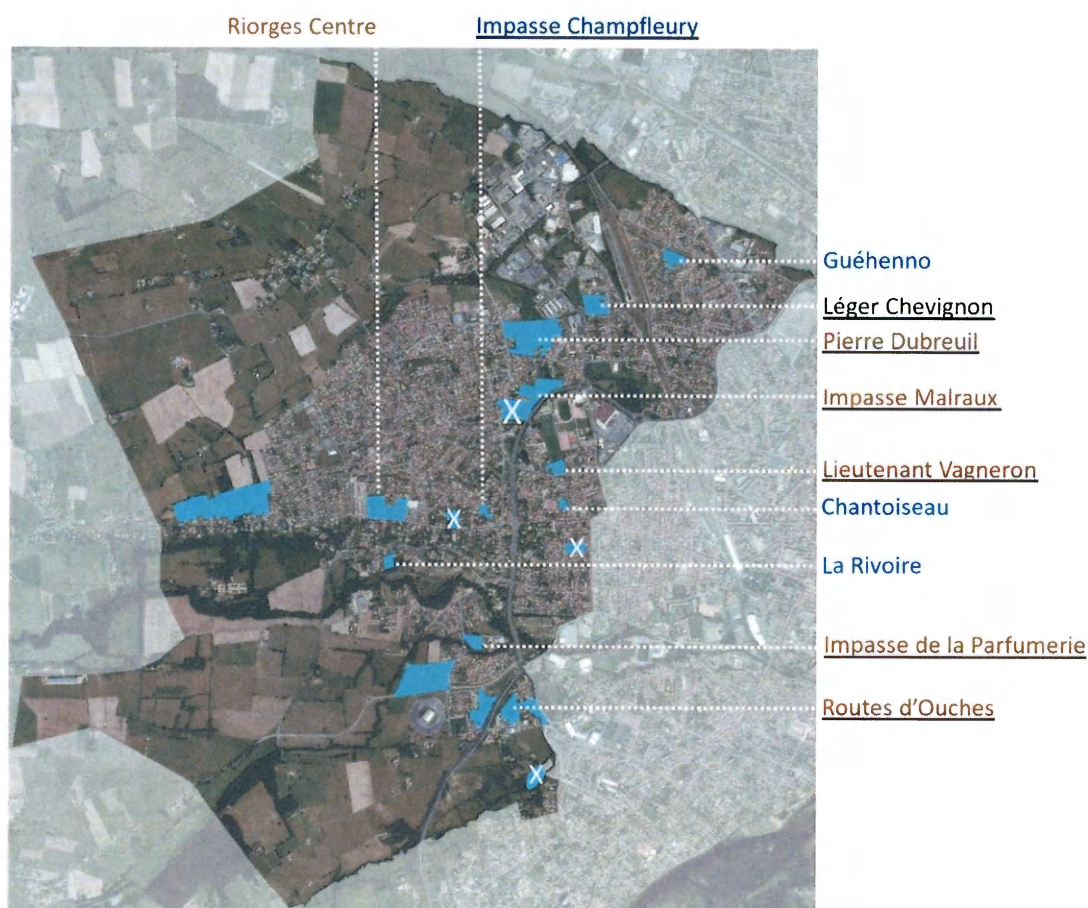 Riorges Centre
Impasse Champfleury
Guéhenno
Léger Chevignon
Pierre Dubreuil
Impasse Malraux
X
Lieutenant Vagneron
Chantoiseau
X
X
La Rivoire
Impasse de la Parfumerie
Routes d'Ouches
X